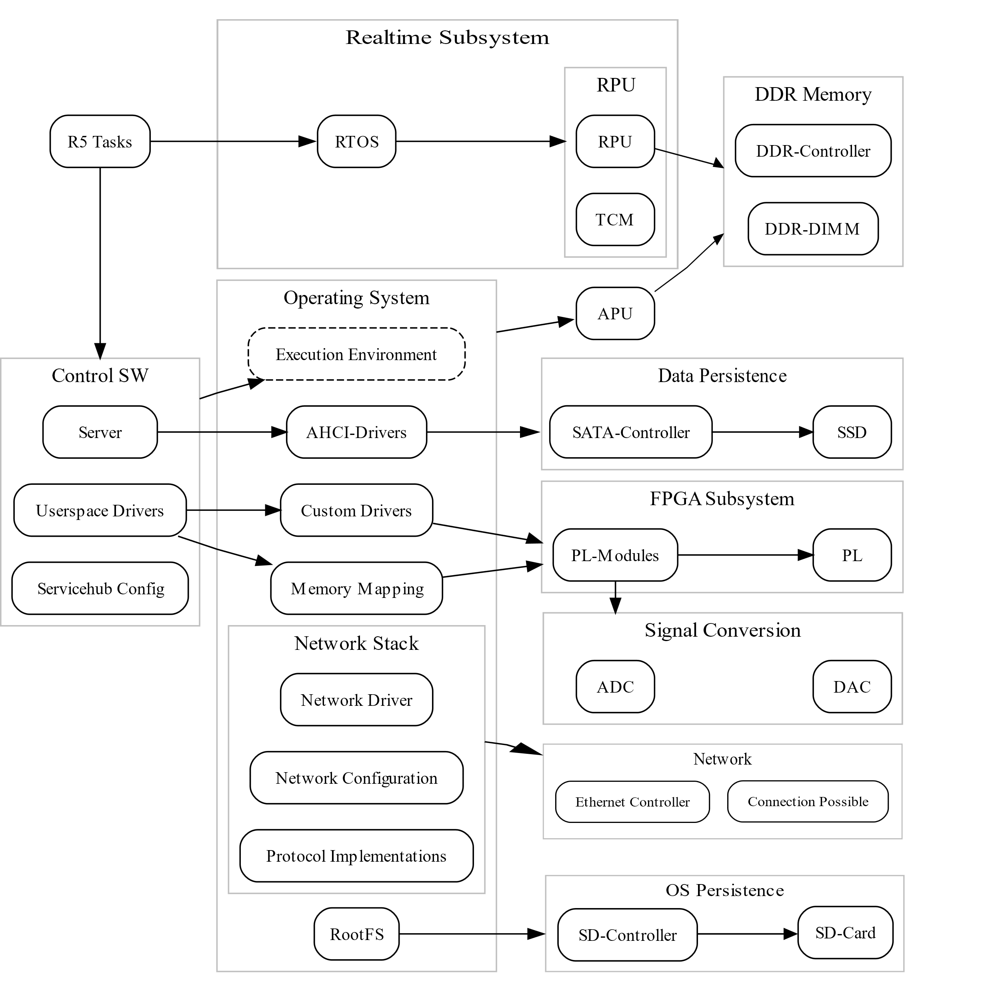 Realtime Subsystem
RPU
DDR Memory
R5 Tasks
RTOS
RPU
DDR-Controller
TCM
DDR-DIMM
Operating System
APU
Execution Environment
Control SW
Data Persistence
Server
AHCI-Drivers
SATA-Controller
SSD
FPGA Subsystem
Userspace Drivers
Custom Drivers
PL-Modules
PL
Servicehub Config
Memory Mapping
Signal Conversion
Network Stack
ADC
DAC
Network Driver
Network
Network Configuration
Ethernet Controller
Connection Possible
Protocol Implementations
OS Persistence
RootFS
SD-Controller
SD-Card